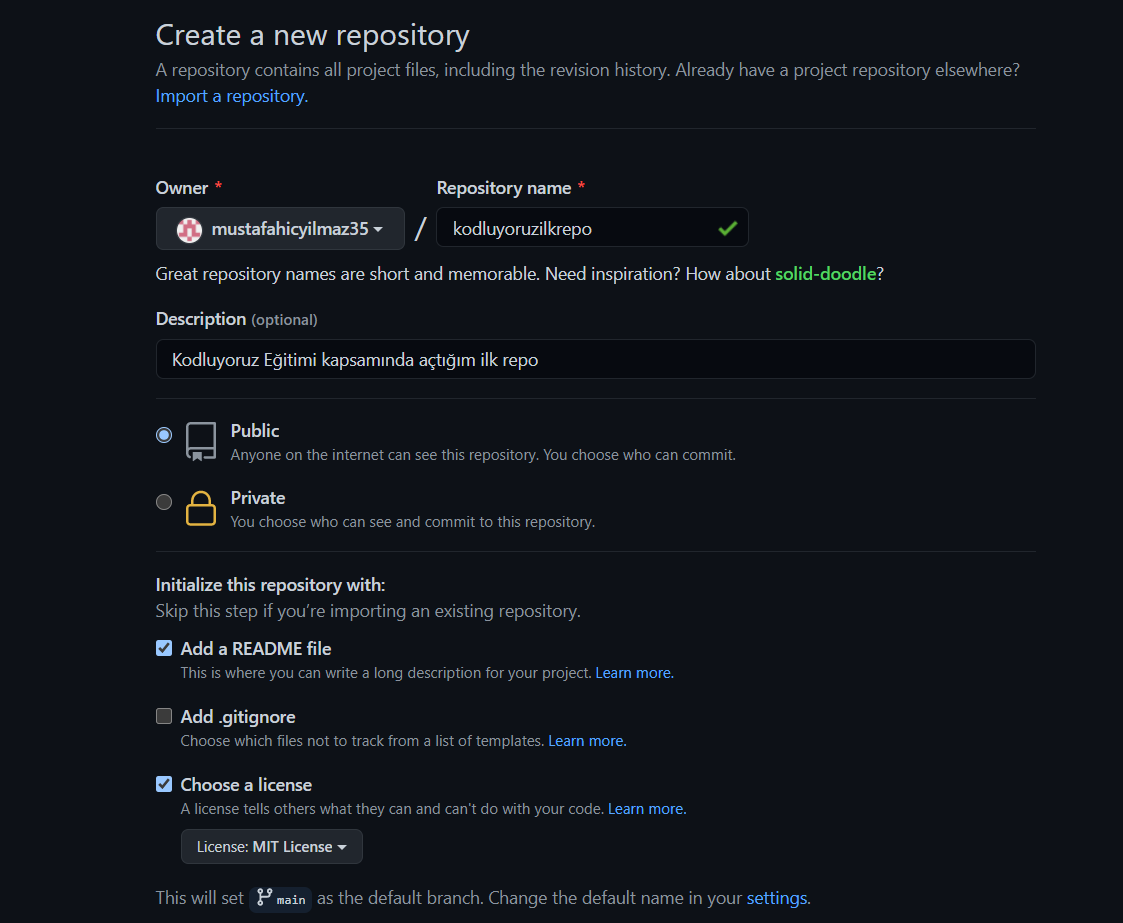 Create a new repository
A repository contains all project files, including the revision history. Already have a project repository elsewhere?
Import a repository.
Owner * Repository name *
mustafahicyilmaz35 / kodluyoruzilkrepo
Great repository names are short and memorable. Need inspiration? How about solid-doodle?
Description (optional)
Kodluyoruz Eğitimi kapsamında açtığım ilk repo
Public
Anyone on the internet can see this repository. You choose who can commit.
Private
You choose who can see and commit to this repository.
Initialize this repository with:
Skip this step if you’re importing an existing repository.
Add a README file
This is where you can write a long description for your project. Learn more.
Add .gitignore
Choose which files not to track from a list of templates. Learn more.
Choose a license
A license tells others what they can and can't do with your code. Learn more.
License: MIT License
This will set main as the default branch. Change the default name in your settings.